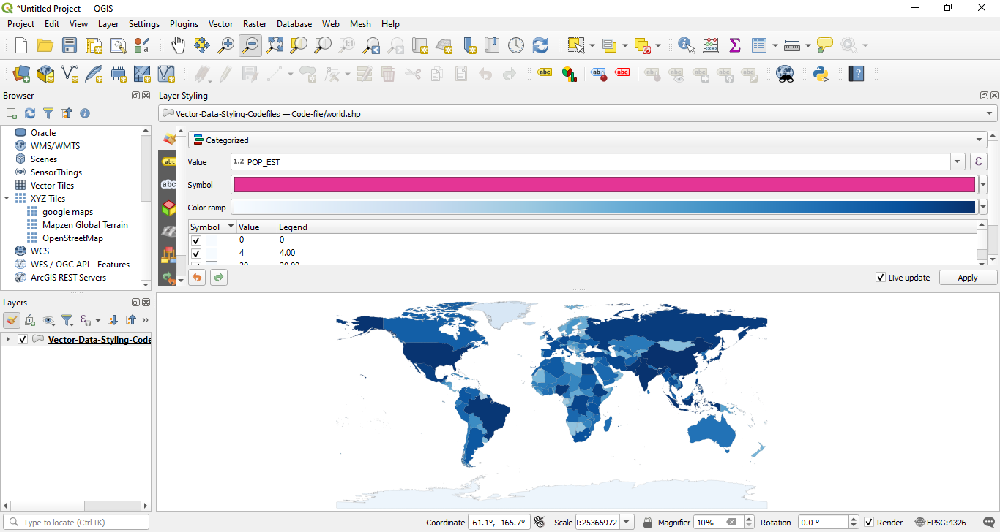 *Untitled Project — QGIS
Project Edit View Layer Settings Plugins Vector Raster Database Web Mesh Help
Browser
Layer Styling
Vector-Data-Styling-Codefiles — Code-file/world.shp
Oracle
WMS/WMTS
Scenes
SensorThings
Vector Tiles
XYZ Tiles
google maps
Mapzen Global Terrain
OpenStreetMap
WCS
WFS / OGC API - Features
ArcGIS REST Servers
Categorized
Value 1.2 POP_EST
Symbol
Color ramp
Symbol Value Legend
0 0
4 4.00
Live update Apply
Layers
Vector-Data-Styling-Code
Type to locate (Ctrl+K)
Coordinate 61.1°, -165.7° Scale 1:25365972 Magnifier 10% Rotation 0.0 ° Render EPSG:4326